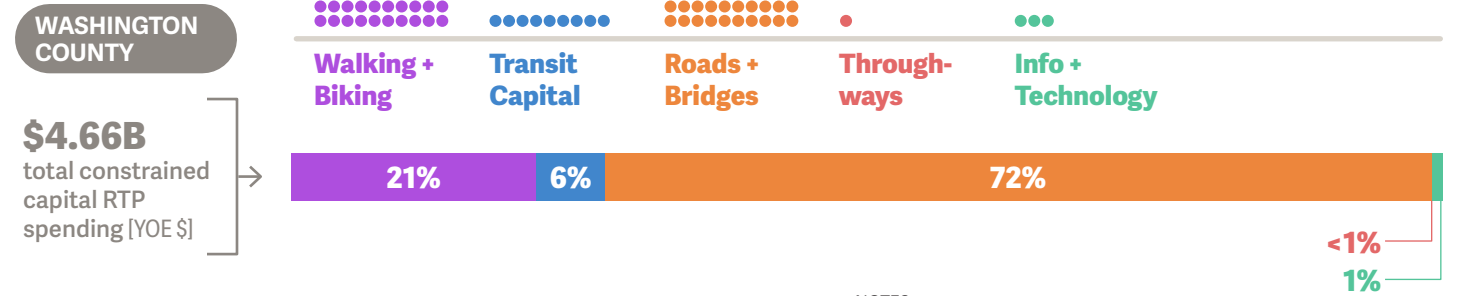 WASHINGTON
COUNTY
Walking +
Biking
Transit
Capital
Roads +
Bridges
Through-
ways
Info +
Technology
$4.66B
total constrained
capital RTP
spending [YOE $]
21%
6%
72%
<1%
1%